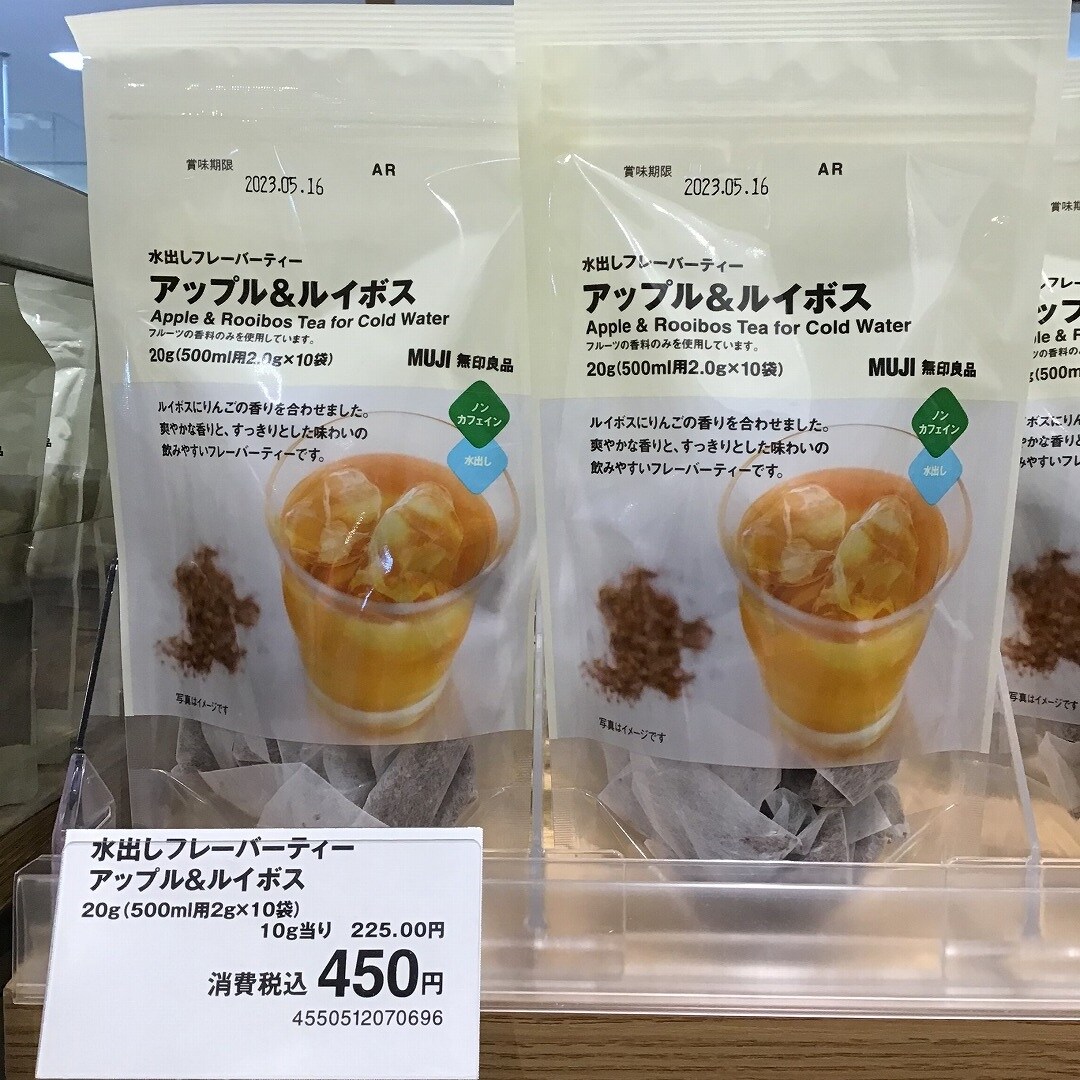 賞味期限
2023.05.16
AR
水出しフレーバーティー
アップル&ルイボス
Apple & Rooibos Tea for Cold Water
フルーツの香料のみを使用しています。
20g(500ml用2.0g×10袋)
MUJI 無印良品
ルイボスにりんごの香りを合わせました。
爽やかな香りと、すっきりとした味わいの
飲みやすいフレーバーティーです。
ノン
カフェイン
水出し
写真はイメージです
賞味期限
2023.05.16
AR
水出しフレーバーティー
アップル&ルイボス
Apple & Rooibos Tea for Cold Water
フルーツの香料のみを使用しています。
20g(500ml用2.0g×10袋)
MUJI 無印良品
ルイボスにりんごの香りを合わせました。
爽やかな香りと、すっきりとした味わいの
飲みやすいフレーバーティーです。
ノン
カフェイン
水出し
写真はイメージです
写真はイメージです
水出しフレーバーティー
アップル&ルイボス
20g(500ml用2g×10袋)
10g当り 225.00円
消費税込 450円
4550512070696